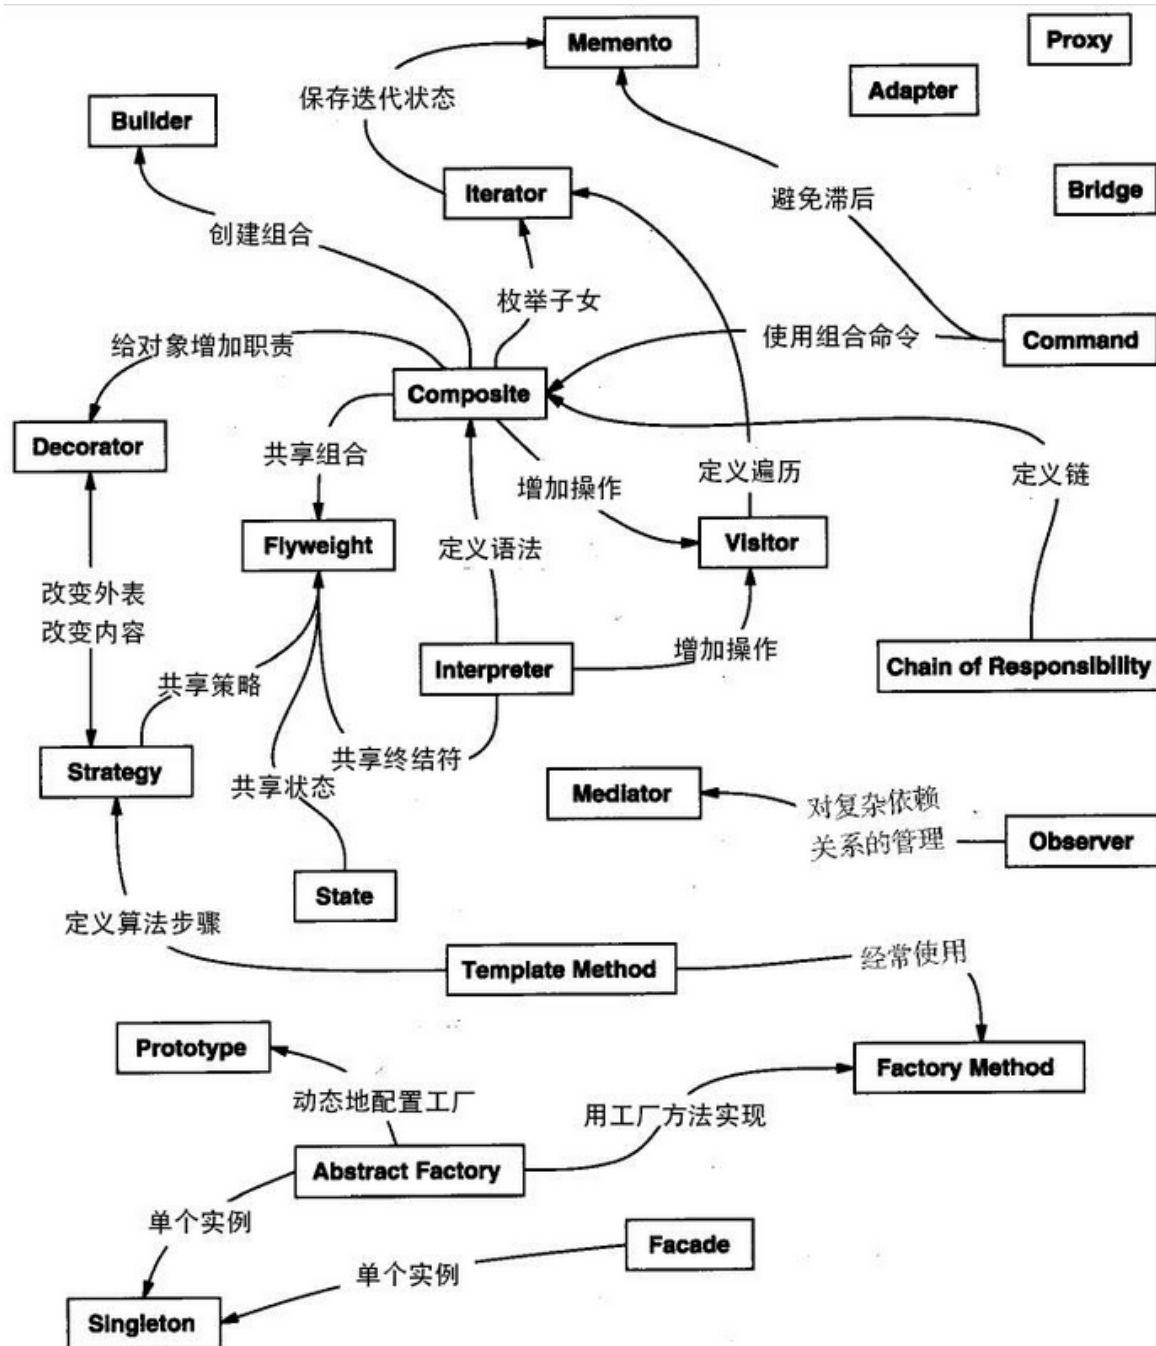 Memento
Proxy
Adapter
保存迭代状态
Builder
Iterator
避免滞后
Bridge
创建组合
枚举子女
给对象增加职责
使用组合命令
Command
Composite
Decorator
共享组合
增加操作
定义遍历
定义链
Flyweight
定义语法
Visitor
改变外表
改变内容
增加操作
共享策略
Interpreter
Chain of Responsibility
共享终结符
Strategy
共享状态
Mediator
对复杂依赖
关系的管理
Observer
State
定义算法步骤
Template Method
经常使用
Prototype
Factory Method
动态地配置工厂
用工厂方法实现
Abstract Factory
单个实例
Facade
单个实例
Singleton